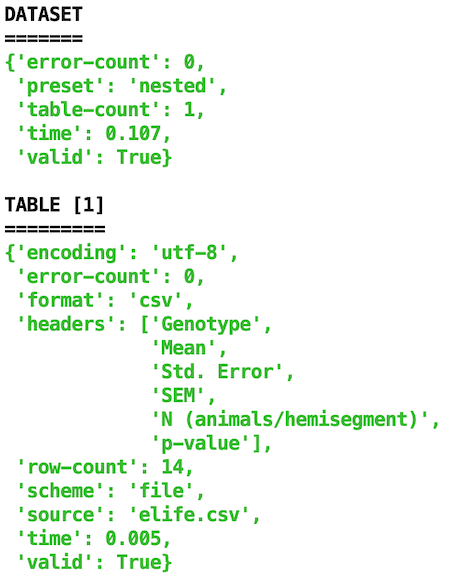 DATASET
=======
{'error-count': 0,
 'preset': 'nested',
 'table-count': 1,
 'time': 0.107,
 'valid': True}

TABLE [1]
=========
{'encoding': 'utf-8',
 'error-count': 0,
 'format': 'csv',
 'headers': ['Genotype',
             'Mean',
             'Std. Error',
             'SEM',
             'N (animals/hemisegment)',
             'p-value'],
 'row-count': 14,
 'scheme': 'file',
 'source': 'elife.csv',
 'time': 0.005,
 'valid': True}